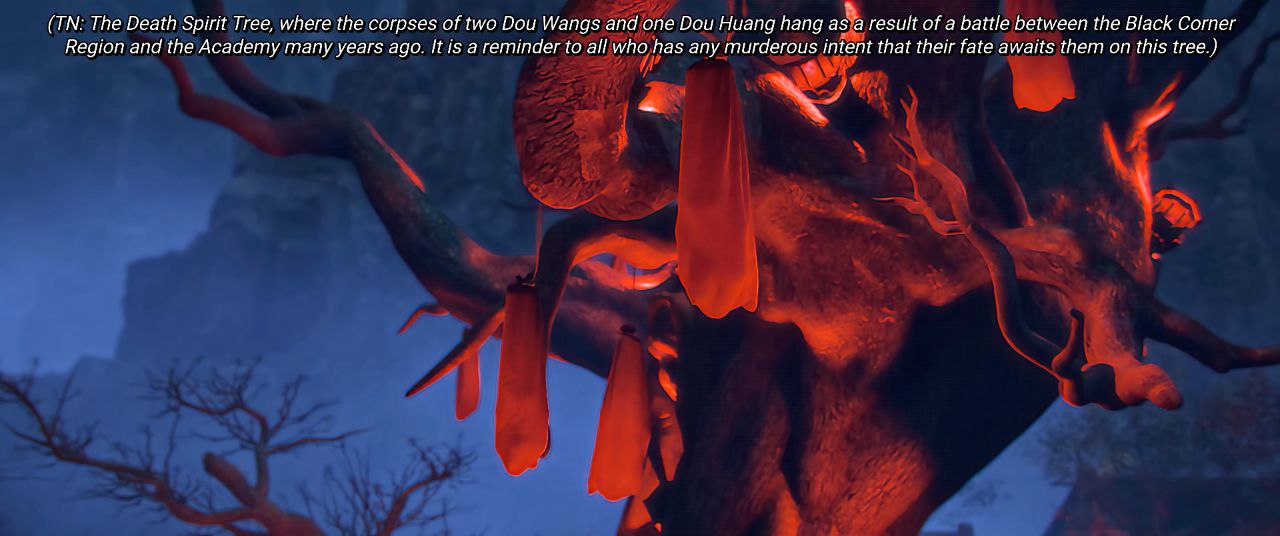 (TN: The Death Spirit Tree, where the corpses of two Dou Wangs and one Dou Huang hang as a result of a battle between the Black Corner
Region and the Academy many years ago. It is a reminder to all who has any murderous intent that their fate awaits them on this tree.)